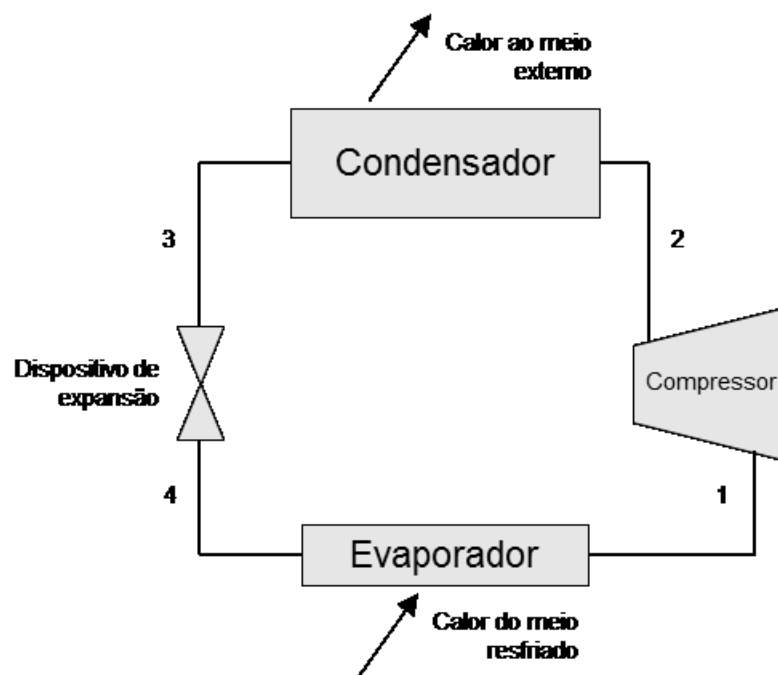 Calor ao meio
externo
Condensador
3
2
Dispositivo de
expansão
Compressor
4
1
Evaporador
Calor do meio
resfriado